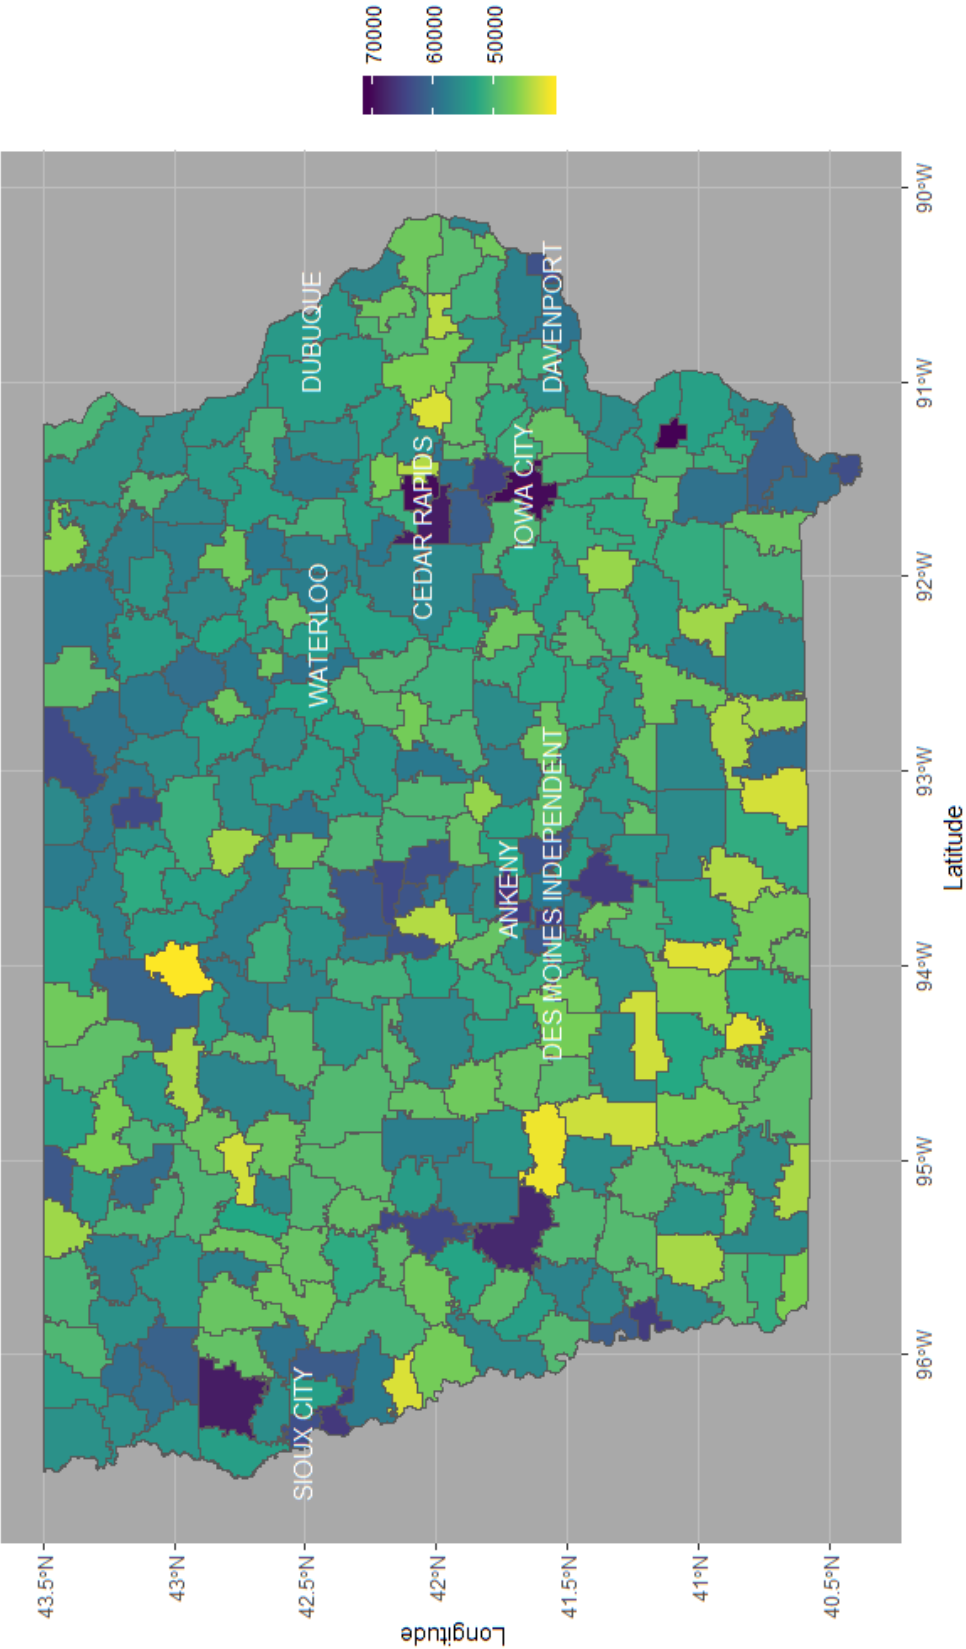 43.5°N
43°N
42.5°N
42°N
41.5°N
41°N
40.5°N
Longitude
SIOUX CITY
WATERLOO
DUBUQUE
CEDAR RAPIDS
ANKENY
IOWA CITY
DES MOINES INDEPENDENT
DAVENPORT
96°W
95°W
94°W
93°W
92°W
91°W
90°W
Latitude
70000
60000
50000